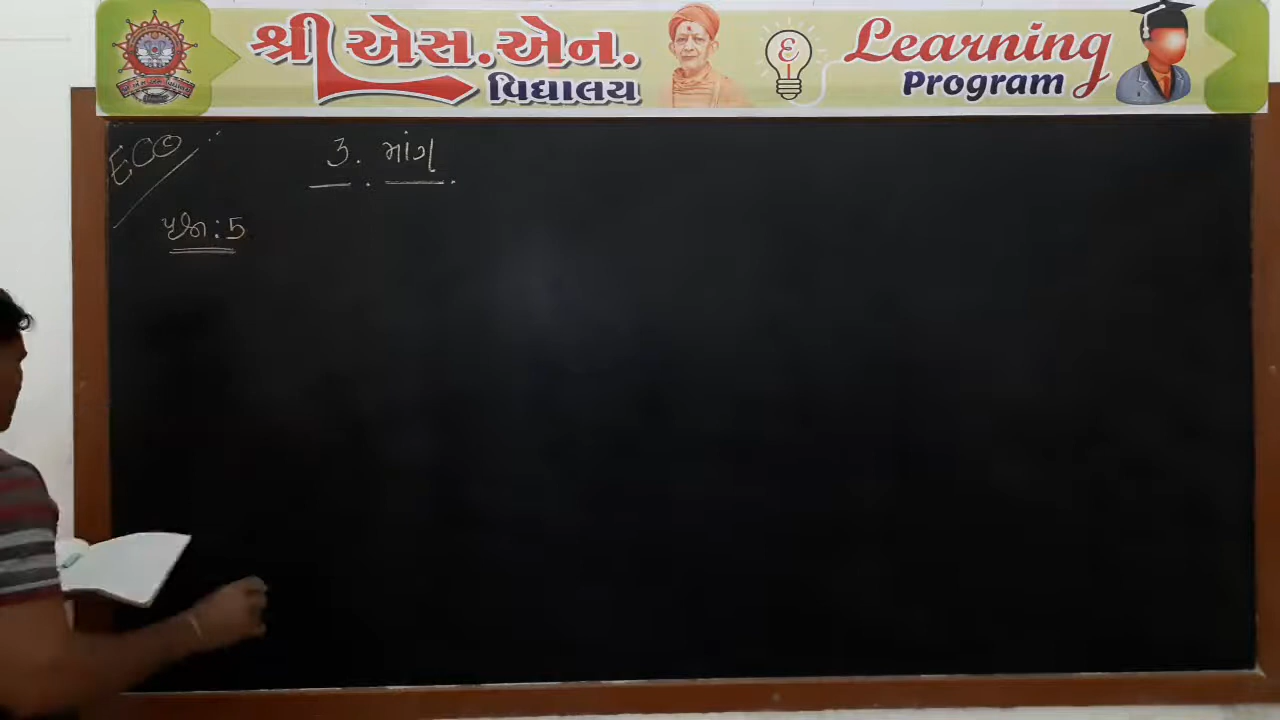 શ્રી એસ.એન.
વિદ્યાલય
Learning
Program
ECO
૩. માંગ
પ્રશ્ન : 5